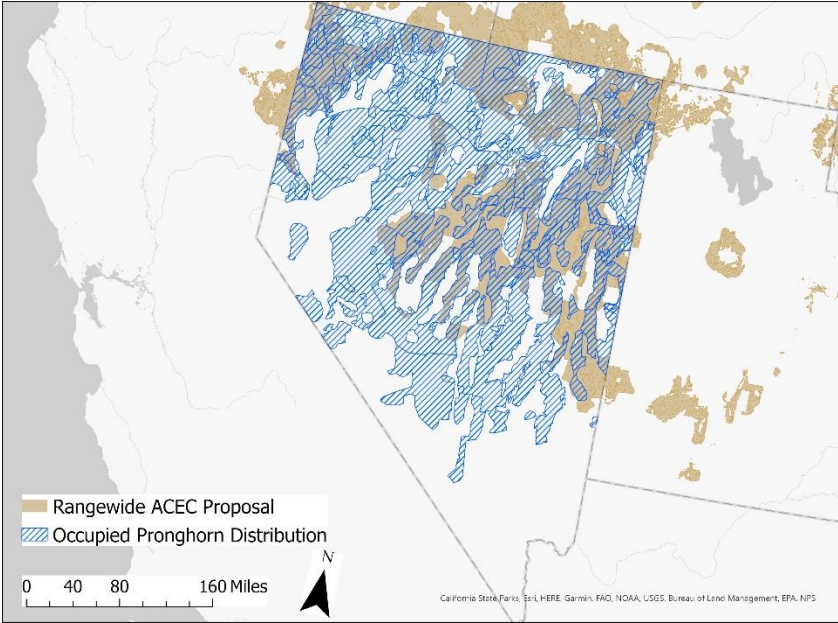 Rangewide ACEC Proposal
Occupied Pronghorn Distribution
N
0 40 80 160 Miles
California State Parks, Esri, HERE, Garmin, FAO, NOAA, USGS, Bureau of Land Management, EPA, NPS